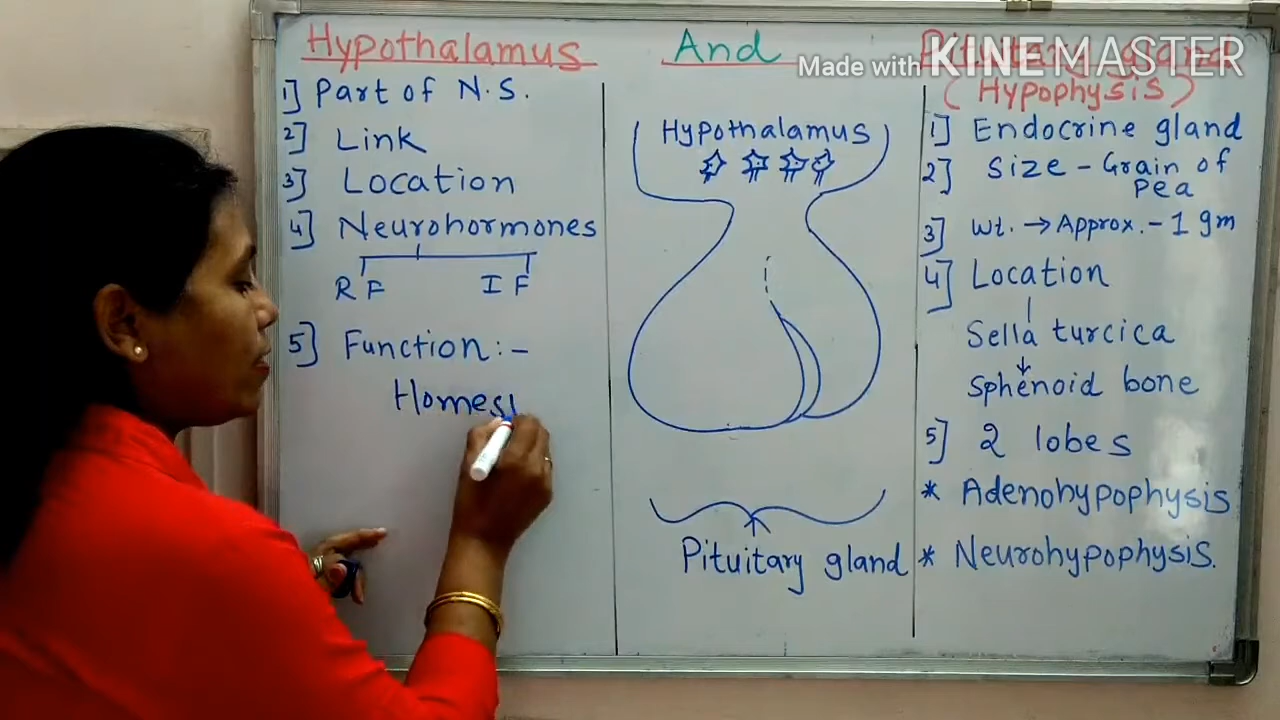 Hypothalamus And Pituitary gland
Made with KINEMASTER
(Hypophysis)
1] Part of N.S.
2] Link
3] Location
4] Neurohormones
RF IF
5] Function:-
Homes
Hypothalamus
Pituitary gland
1] Endocrine gland
2] Size - Grain of
Pea
3] Wt. → Approx. - 1 gm
4] Location
Sella turcica
↓
Sphenoid bone
5] 2 lobes
* Adenohypophysis
* Neurohypophysis.